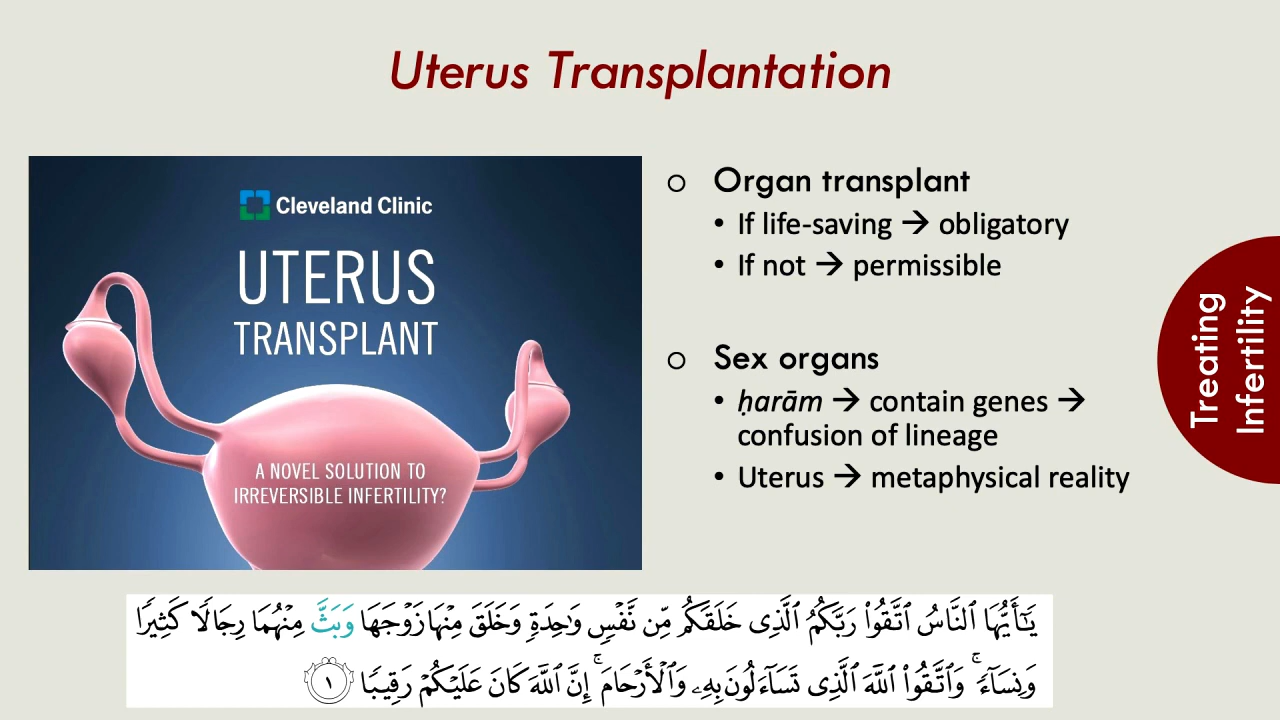 Uterus Transplantation
Cleveland Clinic
UTERUS
TRANSPLANT
A NOVEL SOLUTION TO
IRREVERSIBLE INFERTILITY?
o Organ transplant
• If life-saving → obligatory
• If not → permissible
o Sex organs
• ḥarām → contain genes →
confusion of lineage
• Uterus → metaphysical reality
Treating
Infertility
يَـٰٓأَيُّهَا ٱلنَّاسُ ٱتَّقُوا۟ رَبَّكُمُ ٱلَّذِى خَلَقَكُم مِّن نَّفْسٍ وَٰحِدَةٍ وَخَلَقَ مِنْهَا زَوْجَهَا وَبَثَّ مِنْهُمَا رِجَالًا كَثِيرًا
وَنِسَآءً ۚ وَٱتَّقُوا۟ ٱللَّهَ ٱلَّذِى تَسَآءَلُونَ بِهِۦ وَٱلْأَرْحَامَ ۚ إِنَّ ٱللَّهَ كَانَ عَلَيْكُمْ رَقِيبًا ١